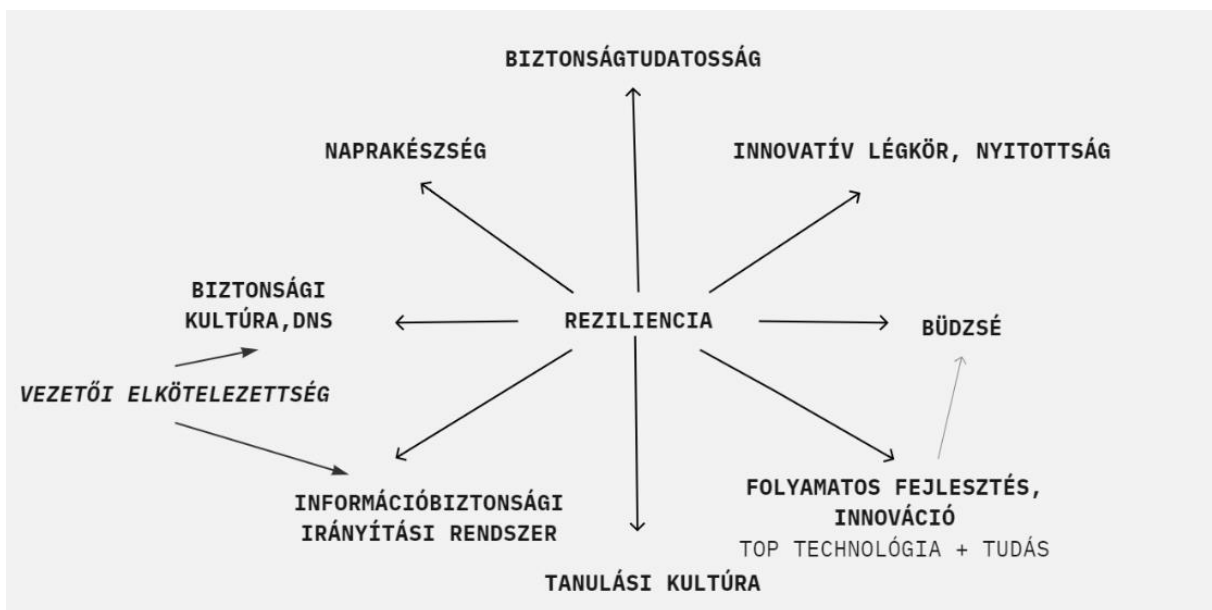 BIZTONSÁGTUDATOSSÁG
NAPRAKÉSZSÉG
INNOVATÍV LÉGKÖR, NYITOTTSÁG
BIZTONSÁGI
KULTÚRA,DNS
REZILIENCIA
BÜDZSÉ
VEZETŐI ELKÖTELEZETTSÉG
INFORMÁCIÓBIZTONSÁGI
IRÁNYÍTÁSI RENDSZER
FOLYAMATOS FEJLESZTÉS,
INNOVÁCIÓ
TOP TECHNOLÓGIA + TUDÁS
TANULÁSI KULTÚRA